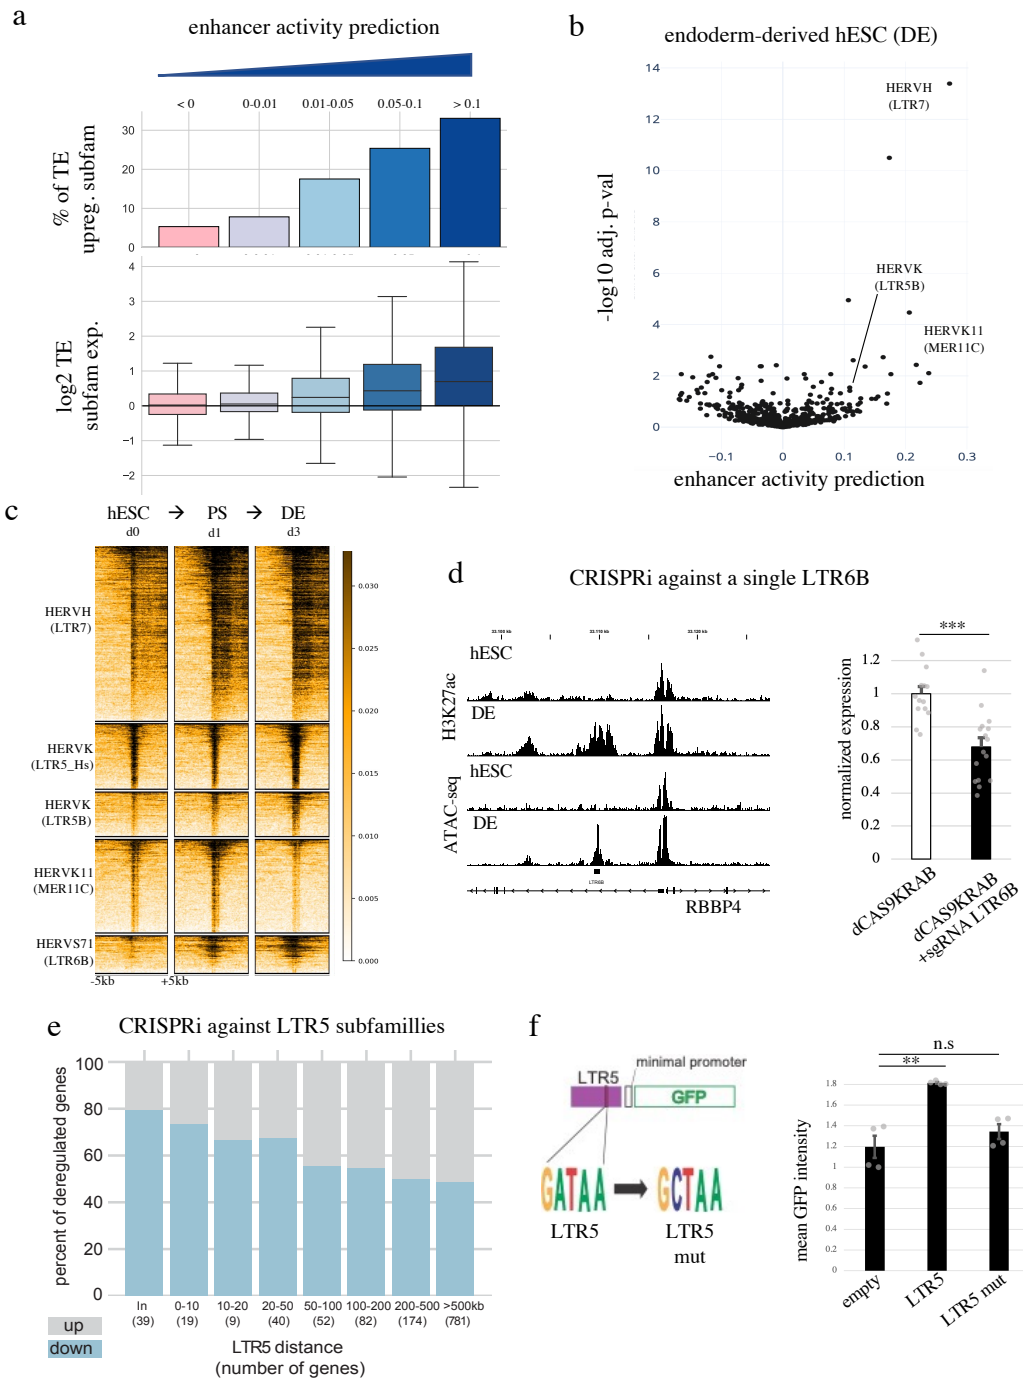 a
enhancer activity prediction
< 0
0-0.01
0.01-0.05
0.05-0.1
> 0.1
% of TE
upreg. subfam
30
20
10
0
log2 TE
subfam exp.
4
3
2
1
0
−1
−2
b
endoderm-derived hESC (DE)
-log10 adj. p-val
14
12
10
8
6
4
2
0
HERVH
(LTR7)
HERVK
(LTR5B)
HERVK11
(MER11C)
−0.1
0
0.1
0.2
0.3
enhancer activity prediction
c
hESC → PS → DE
d0
d1
d3
HERVH
(LTR7)
HERVK
(LTR5_Hs)
HERVK
(LTR5B)
HERVK11
(MER11C)
HERVS71
(LTR6B)
-5kb
+5kb
0.030
0.025
0.020
0.015
0.010
0.005
0.000
d
CRISPRi against a single LTR6B
33.100 kb
33.110 kb
33.120 kb
H3K27ac
hESC
DE
ATAC-seq
hESC
DE
LTR6B
RBBP4
normalized expression
1.2
1
0.8
0.6
0.4
0.2
0
***
dCAS9KRAB
dCAS9KRAB
+sgRNA LTR6B
e
CRISPRi against LTR5 subfamillies
percent of deregulated genes
100
80
60
40
20
0
In
0-10
10-20
20-50
50-100
100-200
200-500
>500kb
(39)
(19)
(9)
(40)
(52)
(82)
(174)
(781)
up
down
LTR5 distance
(number of genes)
f
minimal promoter
LTR5
GFP
GATAA
GCTAA
LTR5
LTR5
mut
mean GFP intensity
1.8
1.6
1.4
1.2
1
0.8
0.6
0.4
0.2
0
n.s
**
empty
LTR5
LTR5 mut